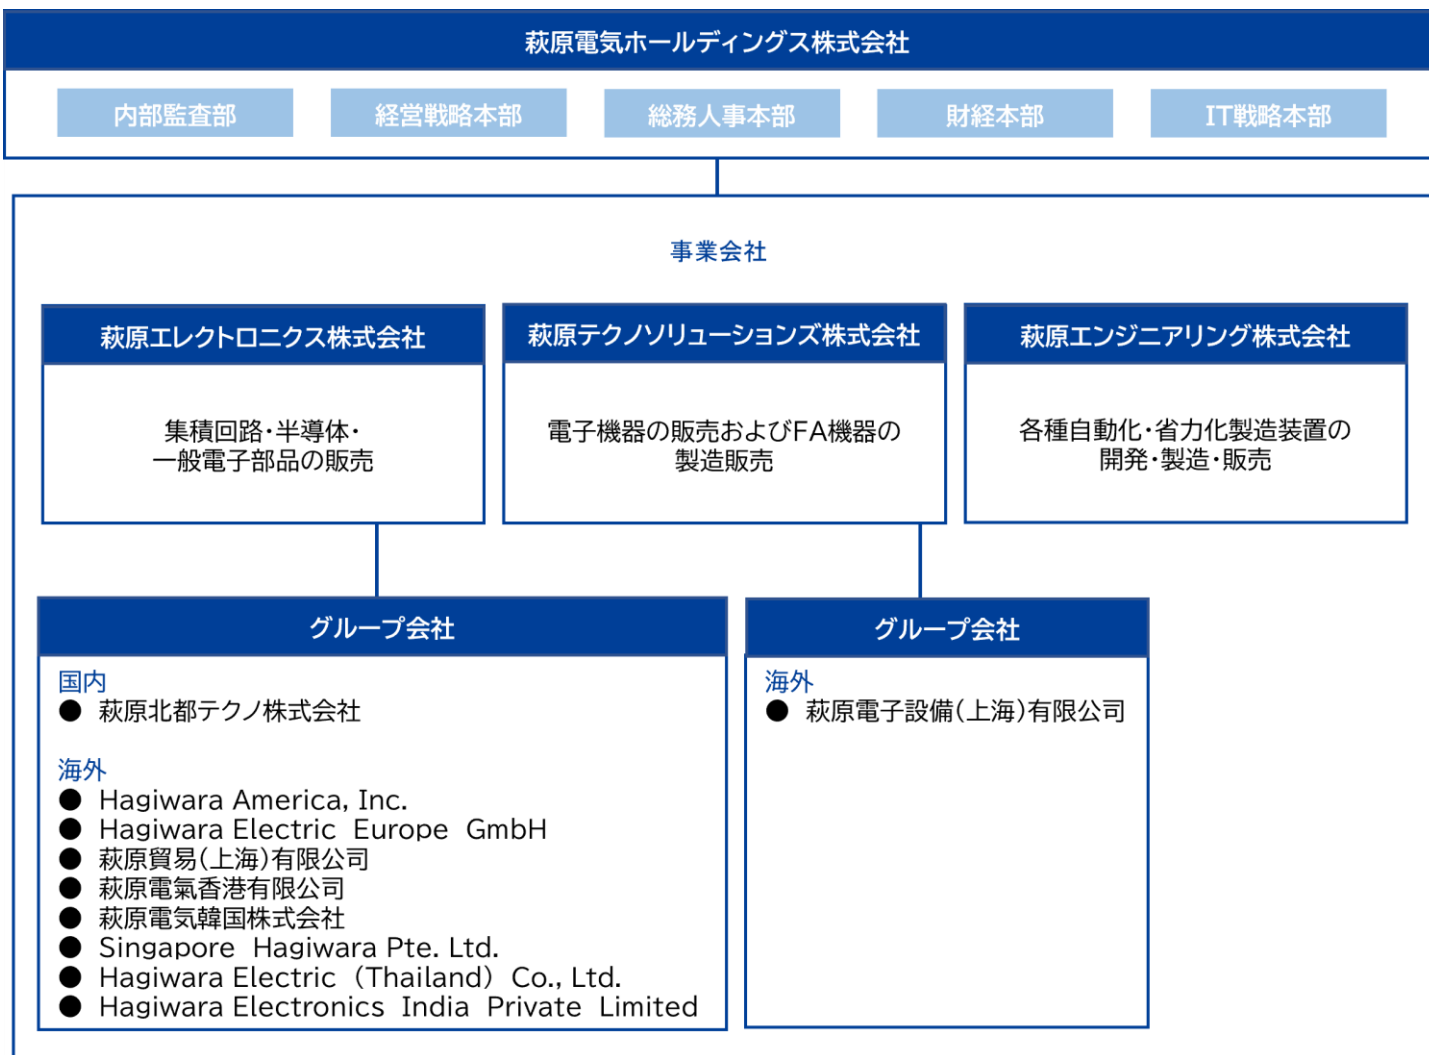 萩原電気ホールディングス株式会社
内部監査部
経営戦略本部
総務人事本部
財経本部
IT戦略本部
事業会社
萩原エレクトロニクス株式会社
集積回路・半導体・
一般電子部品の販売
萩原テクノソリューションズ株式会社
電子機器の販売およびFA機器の
製造販売
萩原エンジニアリング株式会社
各種自動化・省力化製造装置の
開発・製造・販売
グループ会社
国内
● 萩原北都テクノ株式会社
海外
● Hagiwara America, Inc.
● Hagiwara Electric Europe GmbH
● 萩原貿易(上海)有限公司
● 萩原電氣香港有限公司
● 萩原電気韓国株式会社
● Singapore Hagiwara Pte. Ltd.
● Hagiwara Electric (Thailand) Co., Ltd.
● Hagiwara Electronics India Private Limited
グループ会社
海外
● 萩原電子設備(上海)有限公司